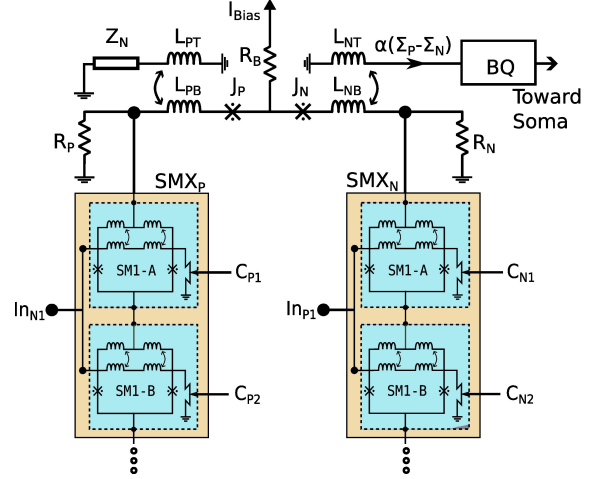 I_Bias
Z_N
L_PT
R_B
L_NT
α(Σ_P-Σ_N)
BQ
Toward
Soma
L_PB
J_P
J_N
L_NB
R_P
R_N
SMX_P
SMX_N
SM1-A
C_P1
SM1-A
C_N1
In_N1
In_P1
SM1-B
C_P2
SM1-B
C_N2